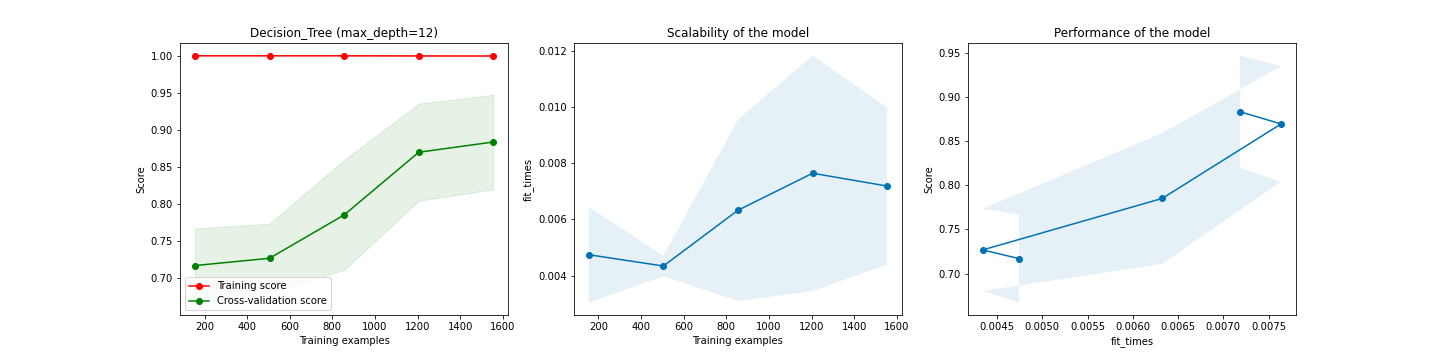 Decision_Tree (max_depth=12)
Score
1.00
0.95
0.90
0.85
0.80
0.75
0.70
Training score
Cross-validation score
200 400 600 800 1000 1200 1400 1600
Training examples
Scalability of the model
fit_times
0.012
0.010
0.008
0.006
0.004
200 400 600 800 1000 1200 1400 1600
Training examples
Performance of the model
Score
0.95
0.90
0.85
0.80
0.75
0.70
0.0045 0.0050 0.0055 0.0060 0.0065 0.0070 0.0075
fit_times